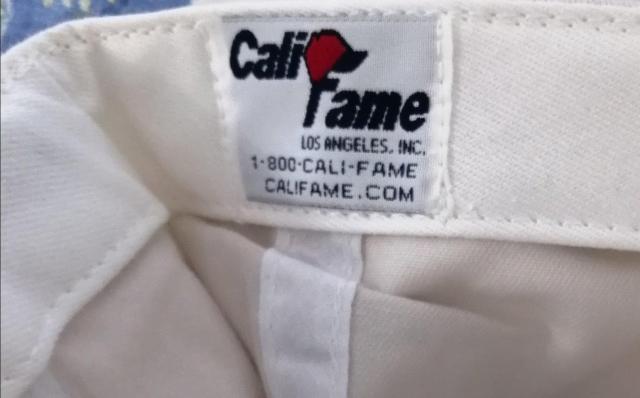 Cali
Fame
LOS ANGELES, INC.
1-800-CALI-FAME
CALIFAME.COM